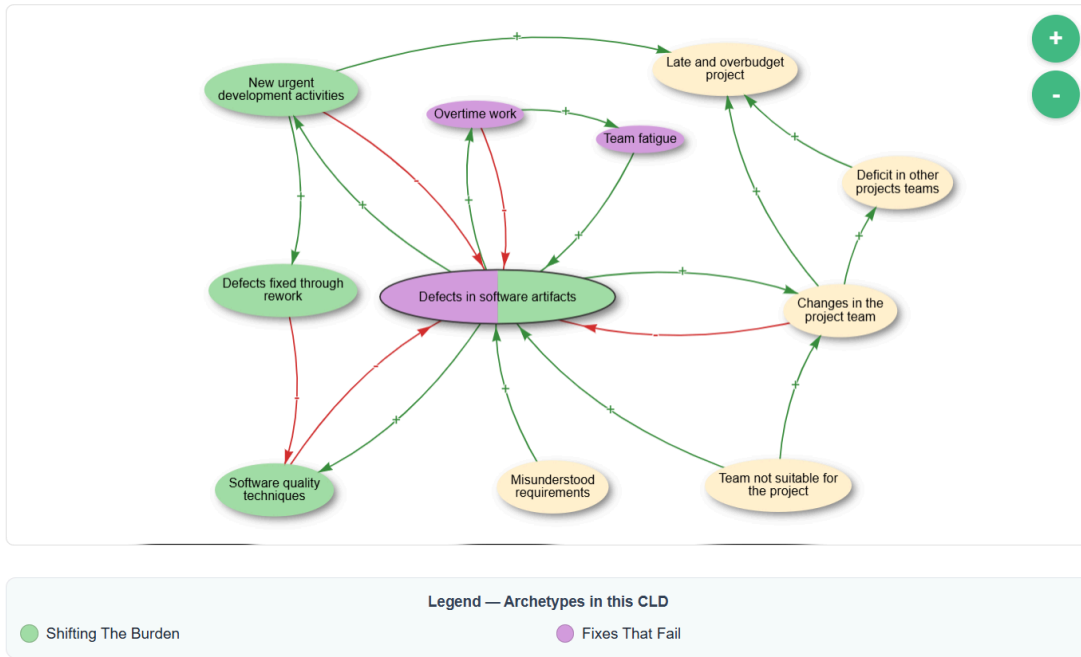 +
-
New urgent
development activities
Late and overbudget
project
Overtime work
Team fatigue
Deficit in other
projects teams
Defects fixed through
rework
Defects in software artifacts
Changes in the
project team
Software quality
techniques
Misunderstood
requirements
Team not suitable for
the project
+
+
-
+
+
+
-
+
+
+
+
+
-
-
-
+
+
+
+
Legend — Archetypes in this CLD
Shifting The Burden
Fixes That Fail